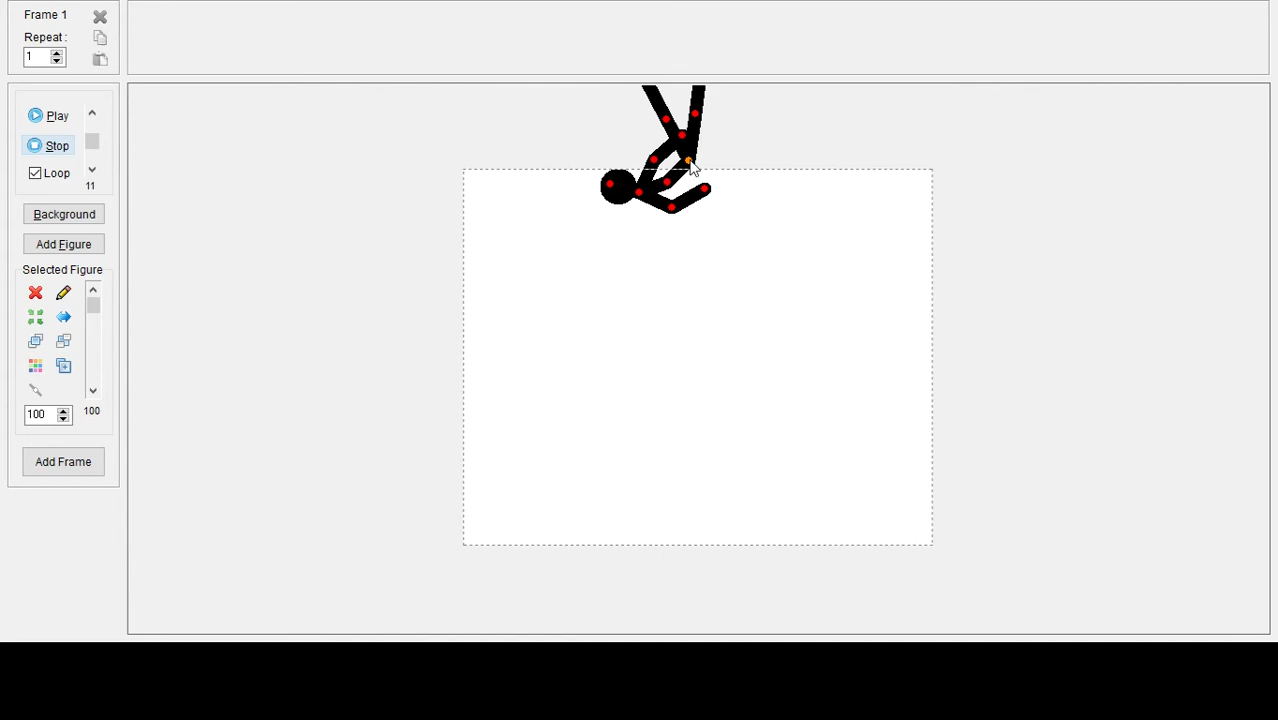 Frame 1
Repeat :
1
Play
Stop
Loop
11
Background
Add Figure
Selected Figure
100
100
Add Frame